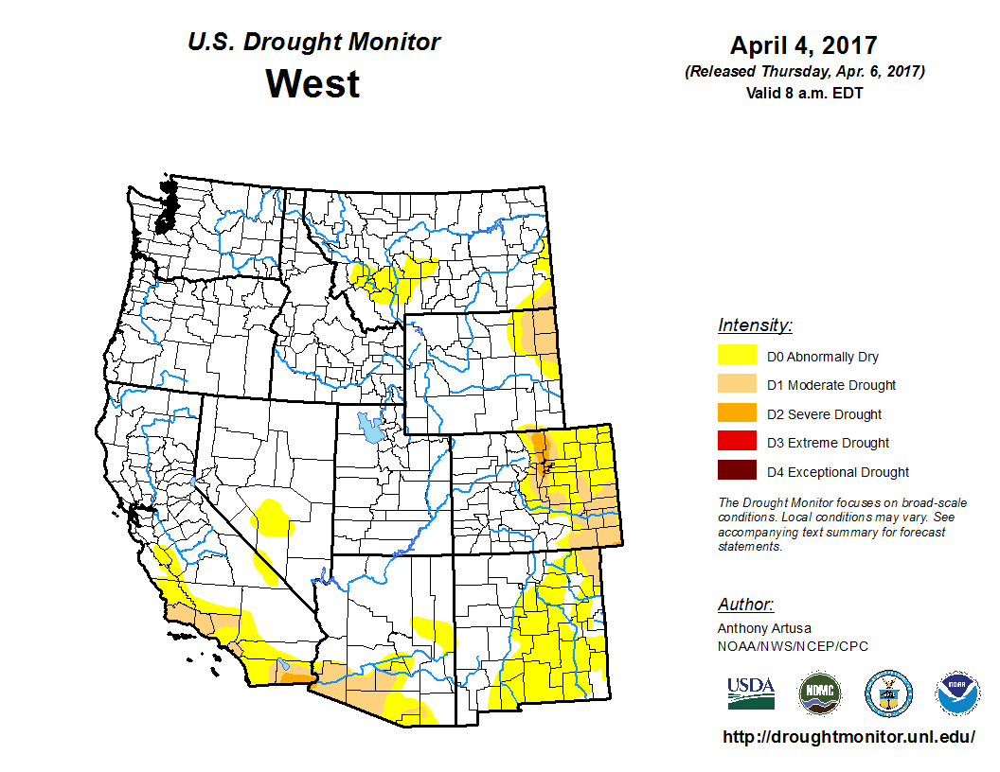 U.S. Drought Monitor
West
April 4, 2017
(Released Thursday, Apr. 6, 2017)
Valid 8 a.m. EDT
Intensity:
D0 Abnormally Dry
D1 Moderate Drought
D2 Severe Drought
D3 Extreme Drought
D4 Exceptional Drought
The Drought Monitor focuses on broad-scale
conditions. Local conditions may vary. See
accompanying text summary for forecast
statements.
Author:
Anthony Artusa
NOAA/NWS/NCEP/CPC
USDA
NDMC
NOAA
http://droughtmonitor.unl.edu/